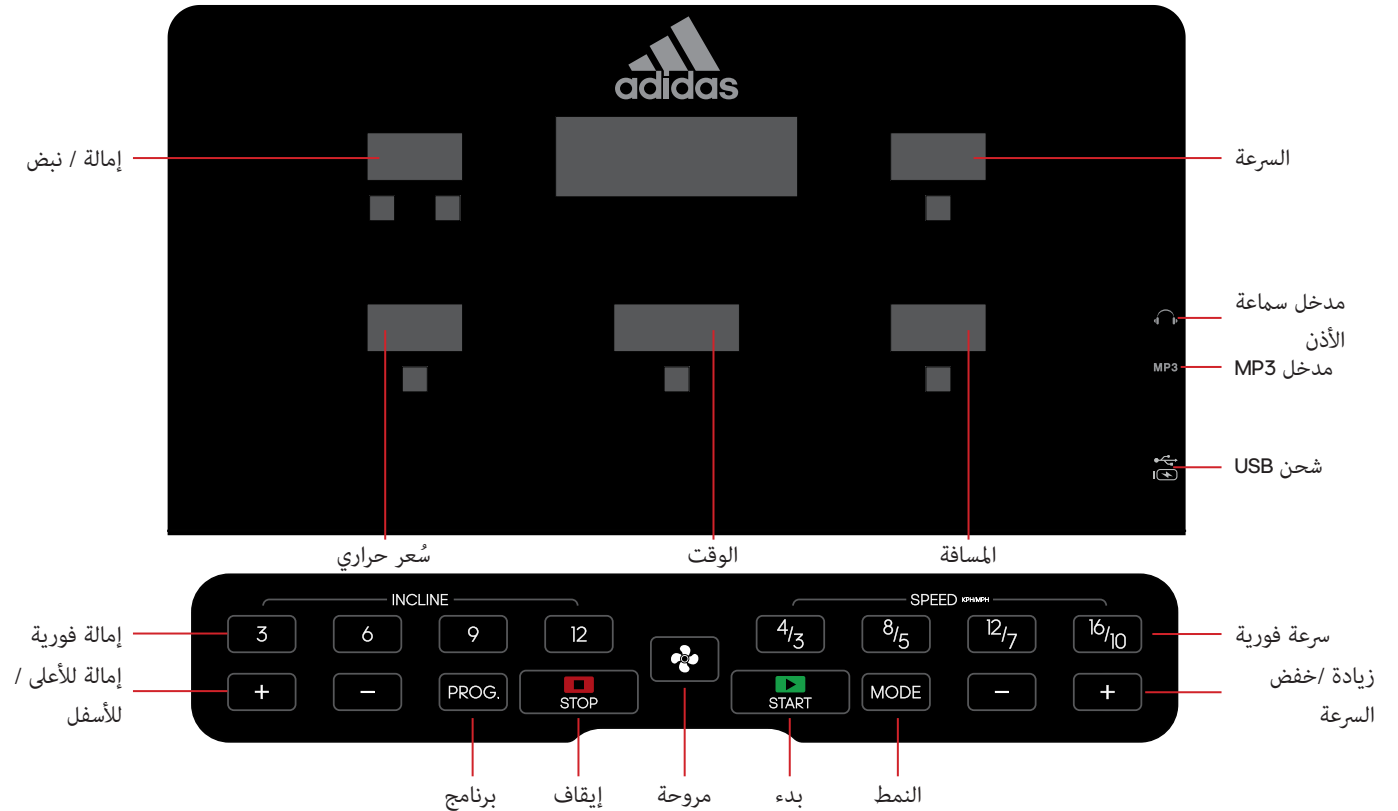 adidas
إمالة / نبض
السرعة
مدخل سماعة
الأذن
MP3
مدخل MP3
شحن USB
سُعر حراري
الوقت
المسافة
INCLINE
SPEED KPH/MPH
إمالة فورية
3
6
9
12
4/3
8/5
12/7
16/10
سرعة فورية
إمالة للأعلى /
للأسفل
+
−
PROG.
STOP
START
MODE
−
+
زيادة /خفض
السرعة
برنامج
إيقاف
مروحة
بدء
النمط